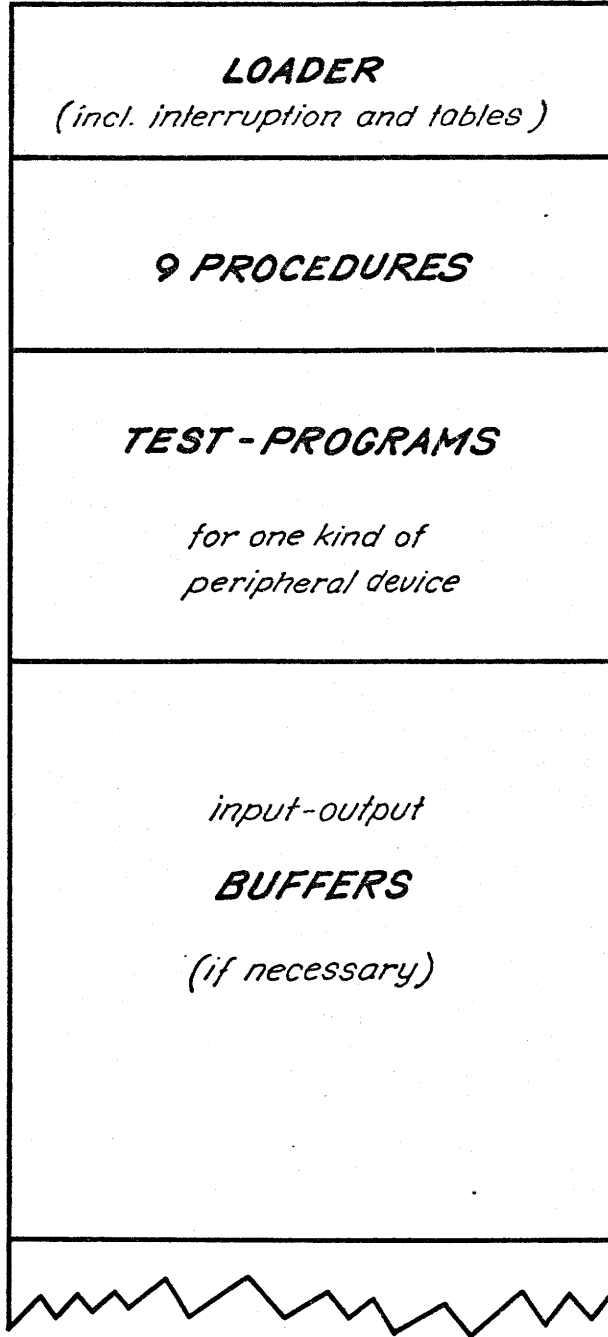 LOADER
(incl. interruption and tables)
9 PROCEDURES
TEST-PROGRAMS
for one kind of
peripheral device
input-output
BUFFERS
(if necessary)